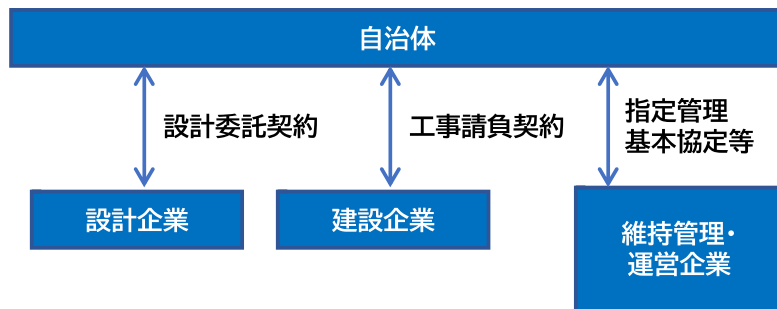 自治体
設計委託契約
工事請負契約
指定管理
基本協定等
設計企業
建設企業
維持管理・
運営企業